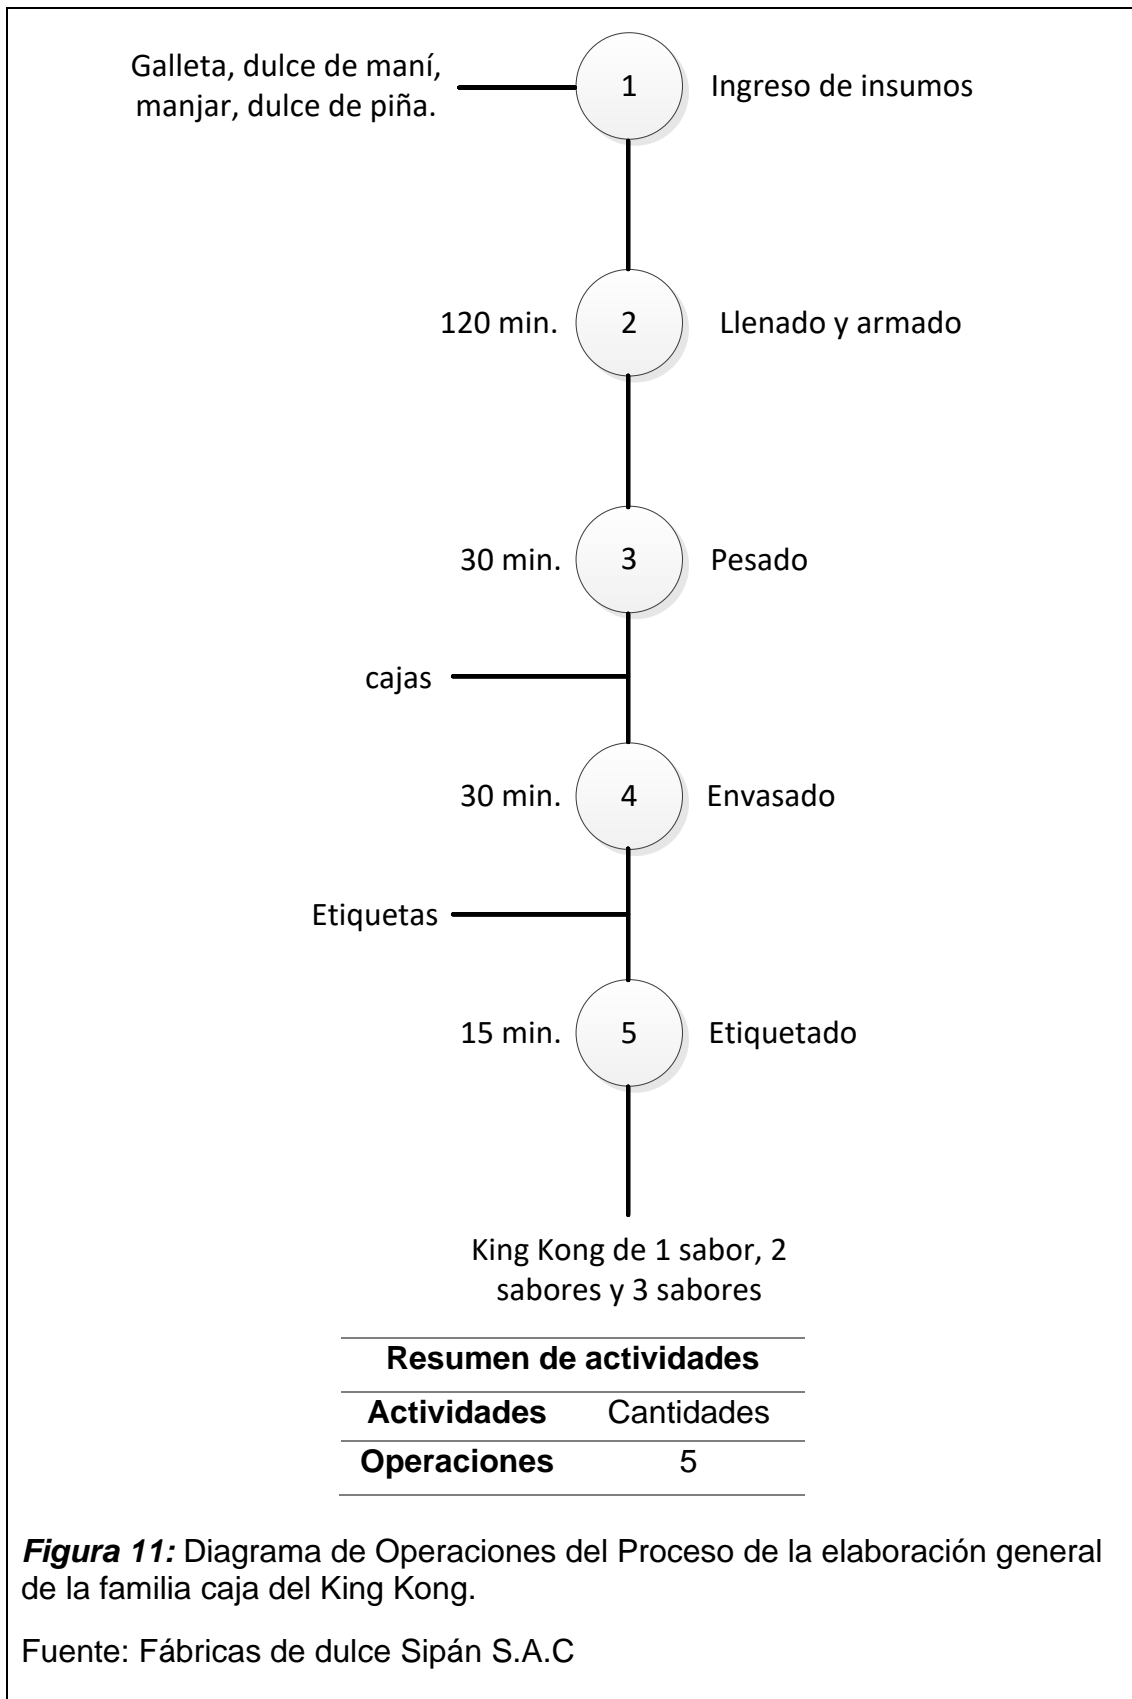 Galleta, dulce de maní,
manjar, dulce de piña.
1
Ingreso de insumos
120 min.
2
Llenado y armado
30 min.
3
Pesado
cajas
30 min.
4
Envasado
Etiquetas
15 min.
5
Etiquetado
King Kong de 1 sabor, 2
sabores y 3 sabores
Resumen de actividades
Actividades Cantidades
Operaciones 5
Figura 11: Diagrama de Operaciones del Proceso de la elaboración general
de la familia caja del King Kong.
Fuente: Fábricas de dulce Sipán S.A.C